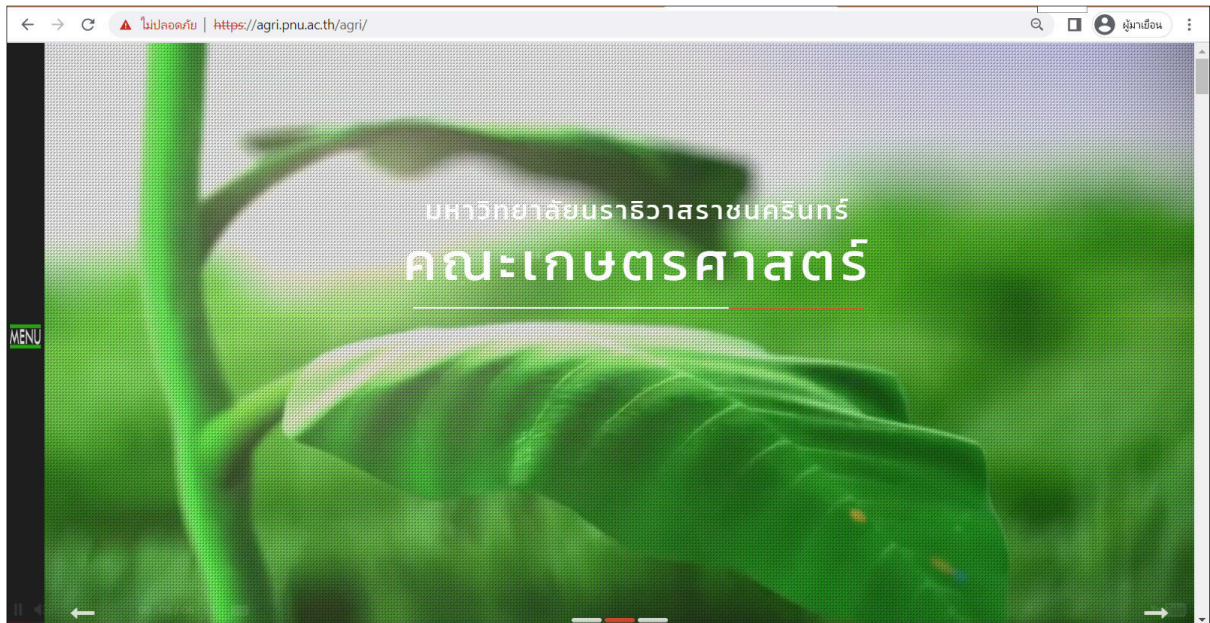 ไม่ปลอดภัย | https://agri.pnu.ac.th/agri/
ผู้มาเยือน
มหาวิทยาลัยนราธิวาสราชนครินทร์
คณะเกษตรศาสตร์
MENU